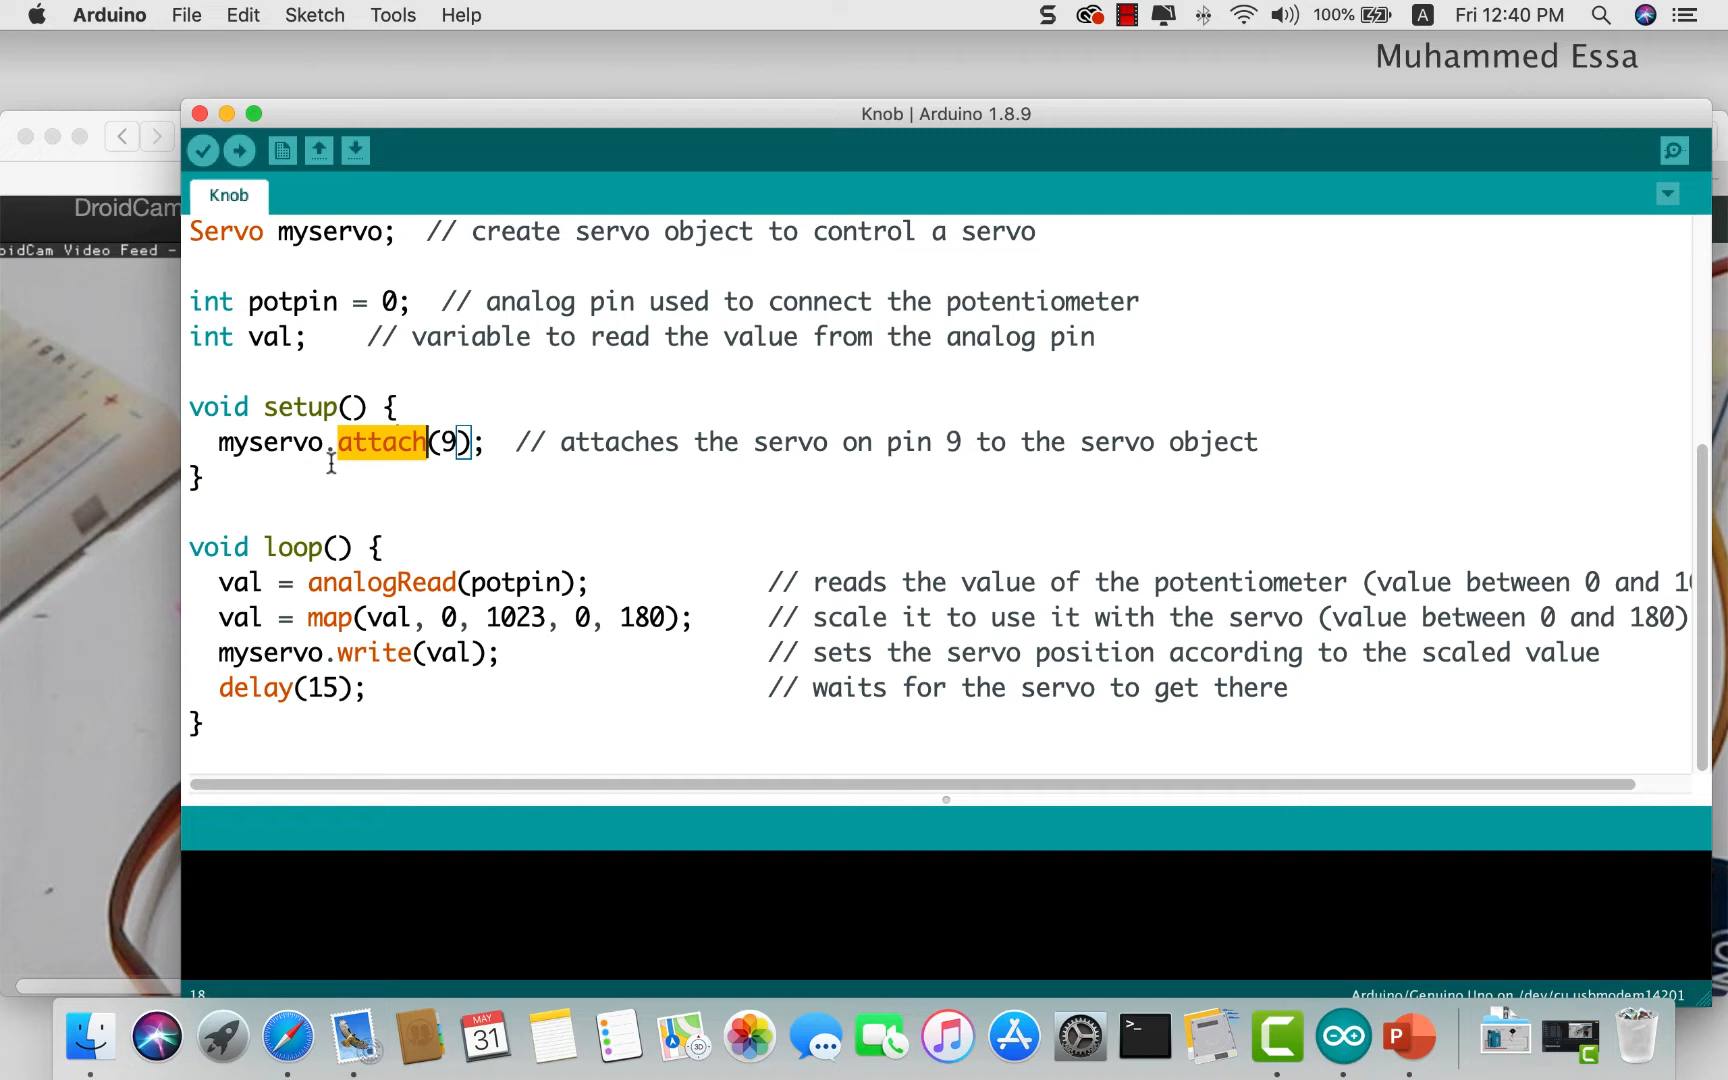 Arduino File Edit Sketch Tools Help
100% A Fri 12:40 PM
Muhammed Essa
Knob | Arduino 1.8.9
Knob
DroidCam
oidCam Video Feed -
Servo myservo;  // create servo object to control a servo
int potpin = 0;  // analog pin used to connect the potentiometer
int val;    // variable to read the value from the analog pin
void setup() {
  myservo.attach(9);  // attaches the servo on pin 9 to the servo object
}
void loop() {
  val = analogRead(potpin);            // reads the value of the potentiometer (value between 0 and 10
  val = map(val, 0, 1023, 0, 180);     // scale it to use it with the servo (value between 0 and 180)
  myservo.write(val);                  // sets the servo position according to the scaled value
  delay(15);                           // waits for the servo to get there
}
18
Arduino/Genuino Uno on /dev/cu.usbmodem14201
MAY
31
3D